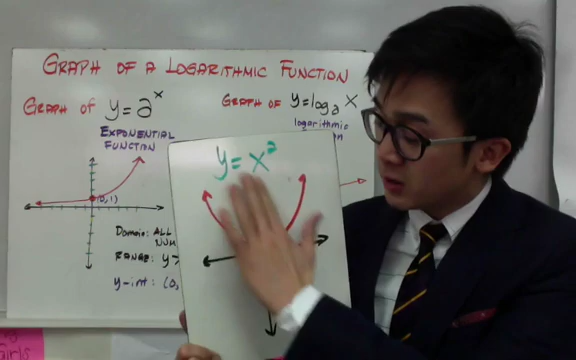 GRAPH OF A LOGARITHMIC FUNCTION
GRAPH OF y=a^x
EXPONENTIAL
FUNCTION
(0,1)
DOMAIN: ALL
RANGE: y>
y-int: (0,
GRAPH OF y=log_a x
logarithmic
y=x²